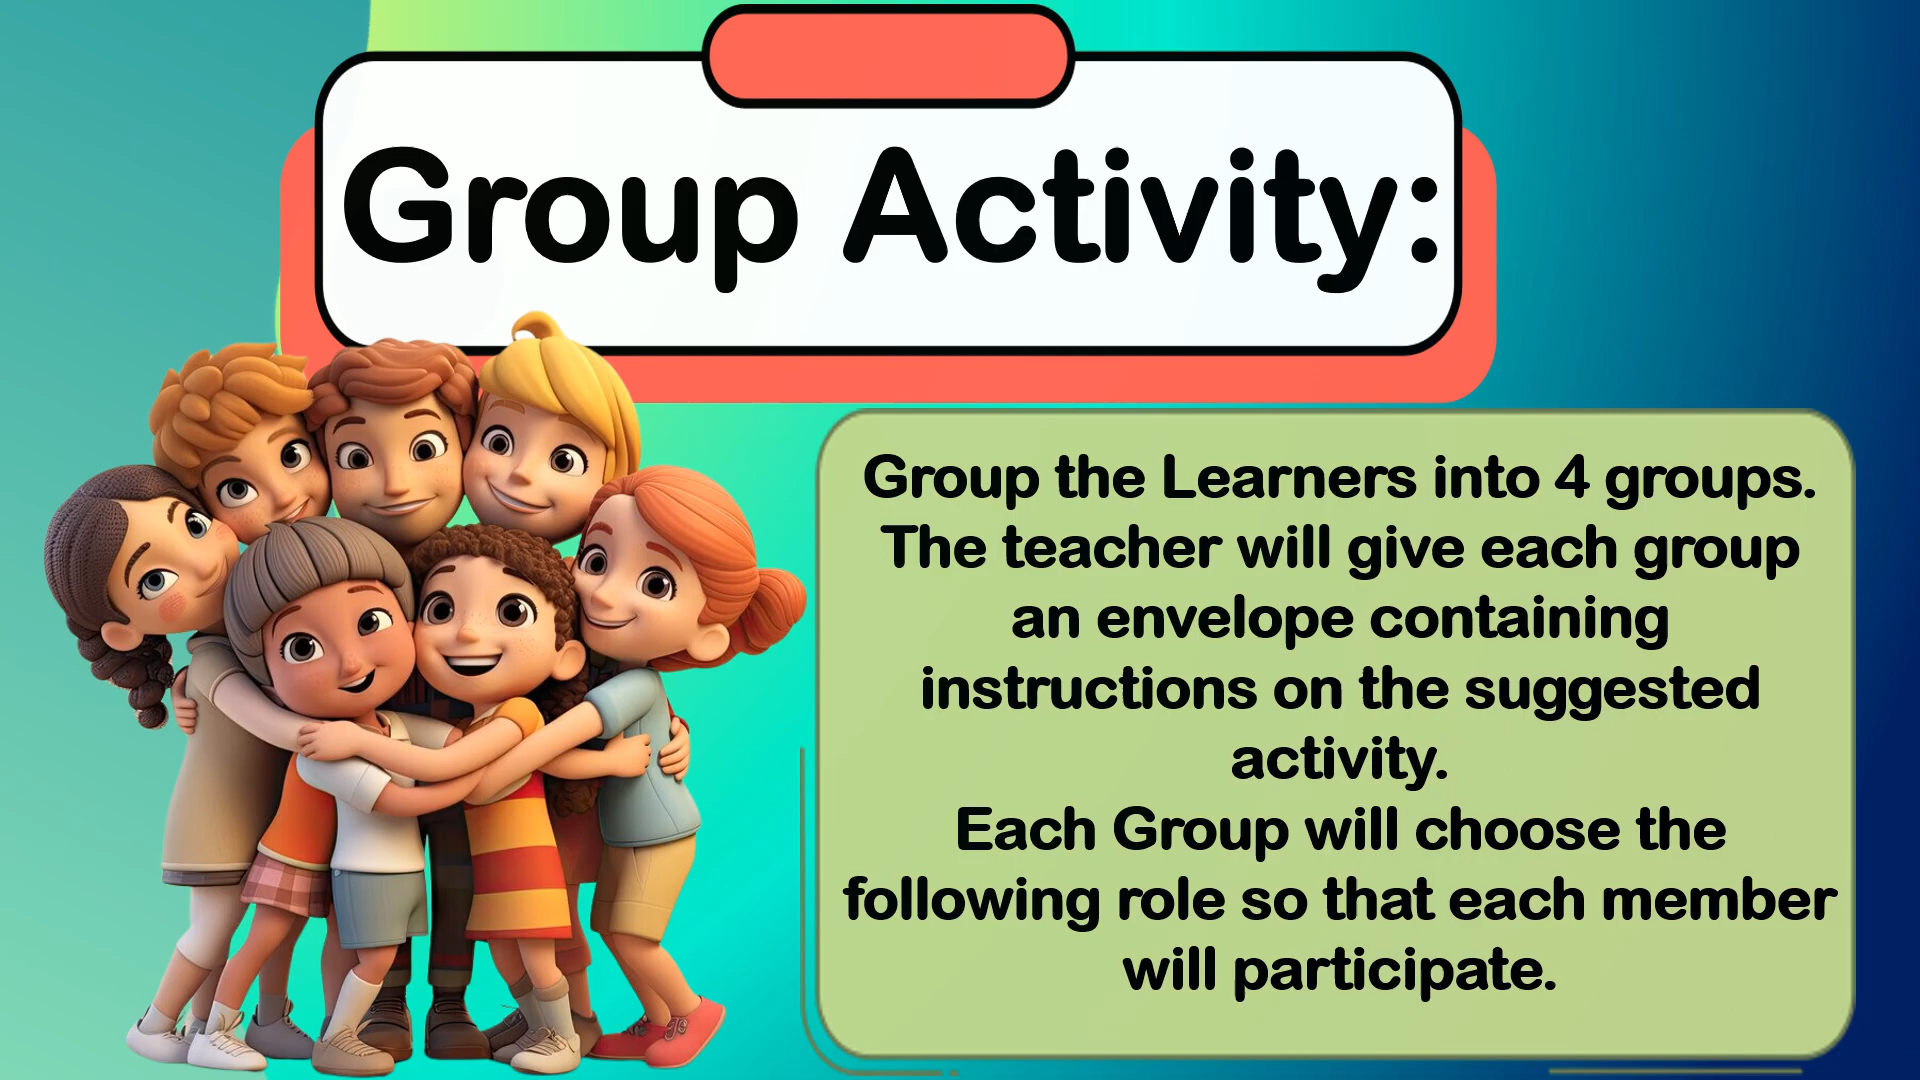 Group Activity:
Group the Learners into 4 groups.
The teacher will give each group
an envelope containing
instructions on the suggested
activity.
Each Group will choose the
following role so that each member
will participate.